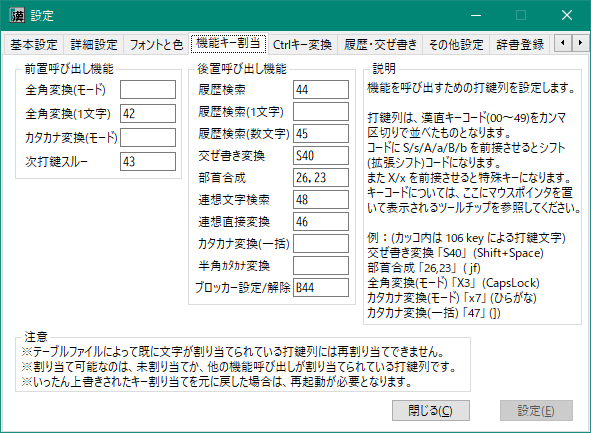 漢 設定
基本設定 詳細設定 フォントと色 機能キー割当 Ctrlキー変換 履歴・交ぜ書き その他設定 辞書登録
前置呼び出し機能
全角変換(モード)
全角変換(1文字) 42
カタカナ変換(モード)
次打鍵スルー 43
後置呼び出し機能
履歴検索 44
履歴検索(1文字)
履歴検索(数文字) 45
交ぜ書き変換 S40
部首合成 26,23
連想文字検索 48
連想直接変換 46
カタカナ変換(一括)
半角ｶﾀｶﾅ変換
ブロッカー設定/解除 B44
説明
機能を呼び出すための打鍵列を設定します。
打鍵列は、漢直キーコード(00～49)をカンマ
区切りで並べたものとなります。
コードに S/s/A/a/B/b を前接させるとシフト
(拡張シフト)コードになります。
また X/x を前接させると特殊キーになります。
キーコードについては、ここにマウスポインタを置
いて表示されるツールチップを参照してください。
例：(カッコ内は 106 key による打鍵文字)
交ぜ書き変換 「S40」 (Shift+Space)
部首合成 「26,23」 ( jf)
全角変換(モード) 「X3」 (CapsLock)
カタカナ変換(モード) 「x7」 (ひらがな)
カタカナ変換(一括) 「47」 (])
注意
※テーブルファイルによって既に文字が割り当てられている打鍵列には再割り当てできません。
※割り当て可能なのは、未割り当てか、他の機能呼び出しが割り当てられている打鍵列です。
※いったん上書きされたキー割り当てを元に戻した場合は、再起動が必要となります。
閉じる(C) 設定(E)